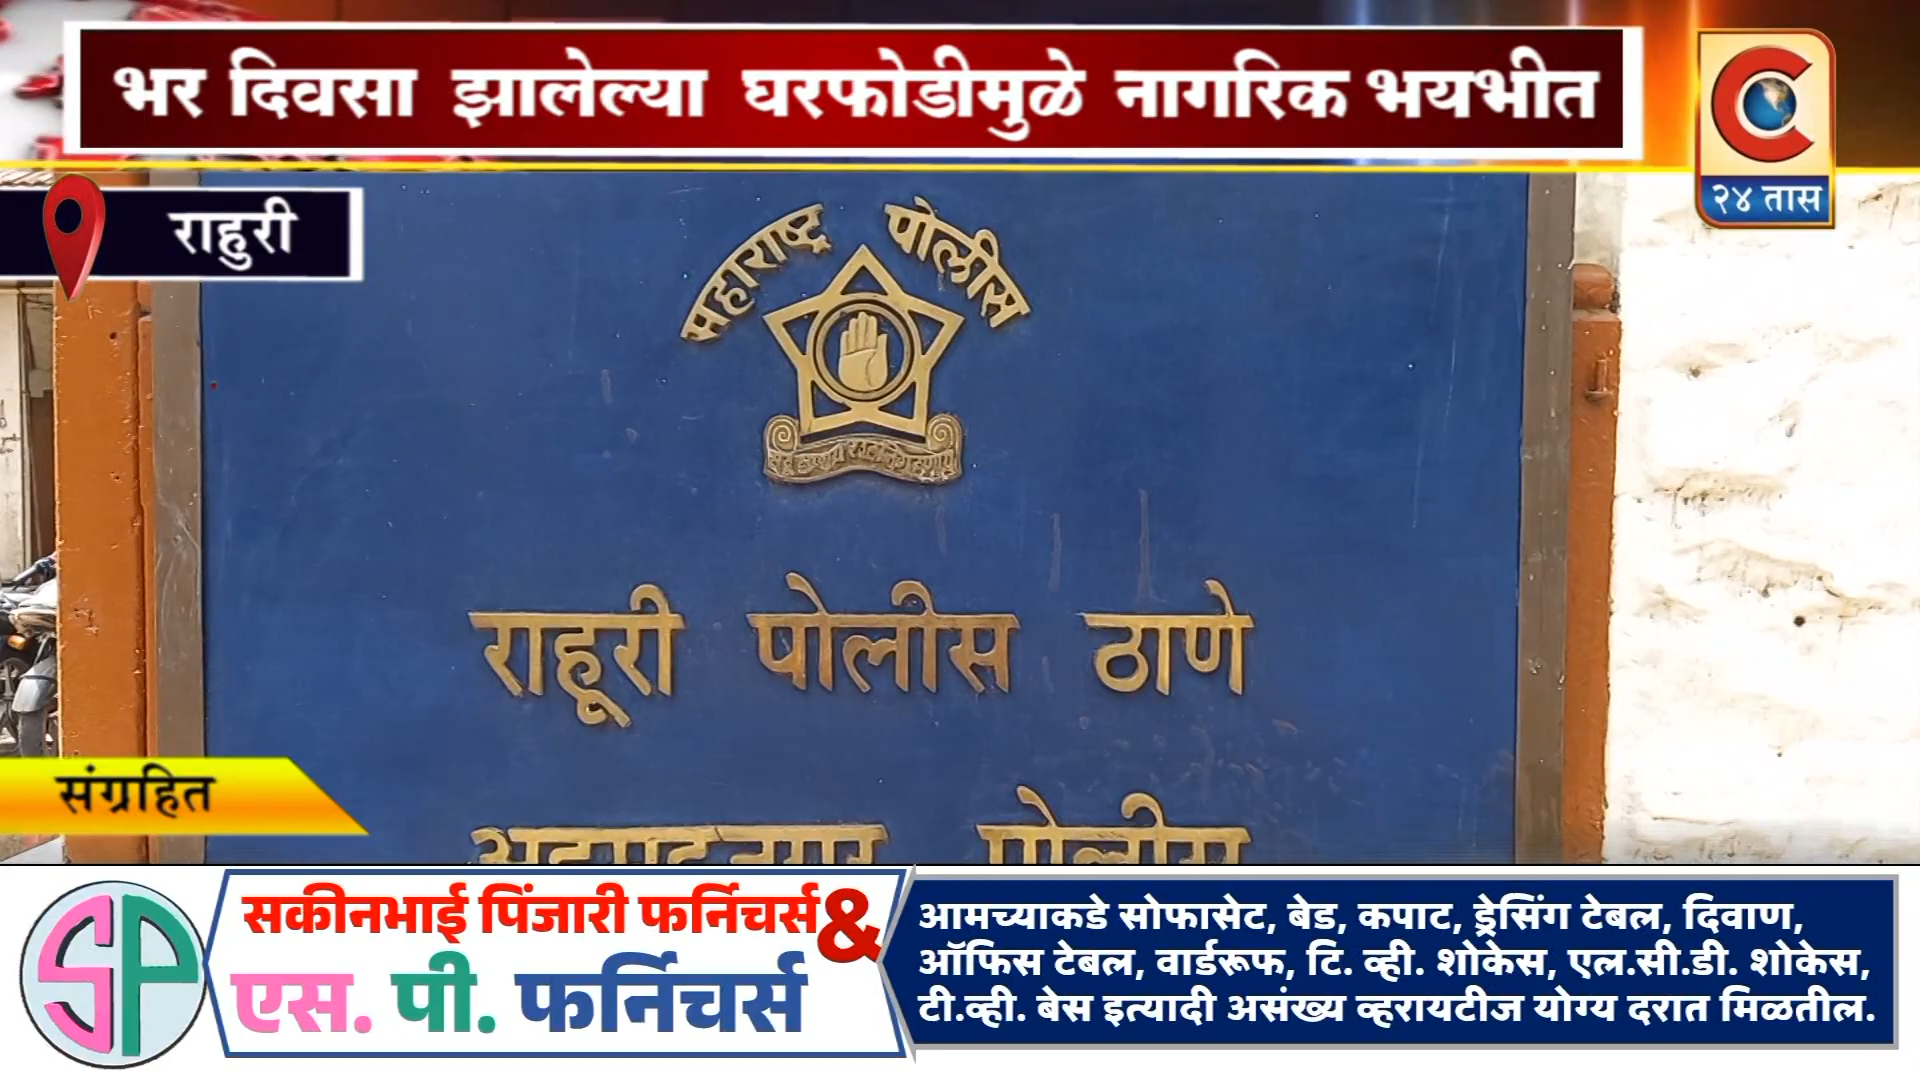 भर दिवसा झालेल्या घरफोडीमुळे नागरिक भयभीत
२४ तास
राहुरी
महाराष्ट्र पोलीस
राहूरी पोलीस ठाणे
संग्रहित
सकीनभाई पिंजारी फर्निचर्स &
एस. पी. फर्निचर्स
SP
आमच्याकडे सोफासेट, बेड, कपाट, ड्रेसिंग टेबल, दिवाण,
ऑफिस टेबल, वार्डरूफ, टि. व्ही. शोकेस, एल.सी.डी. शोकेस,
टी.व्ही. बेस इत्यादी असंख्य व्हरायटीज योग्य दरात मिळतील.